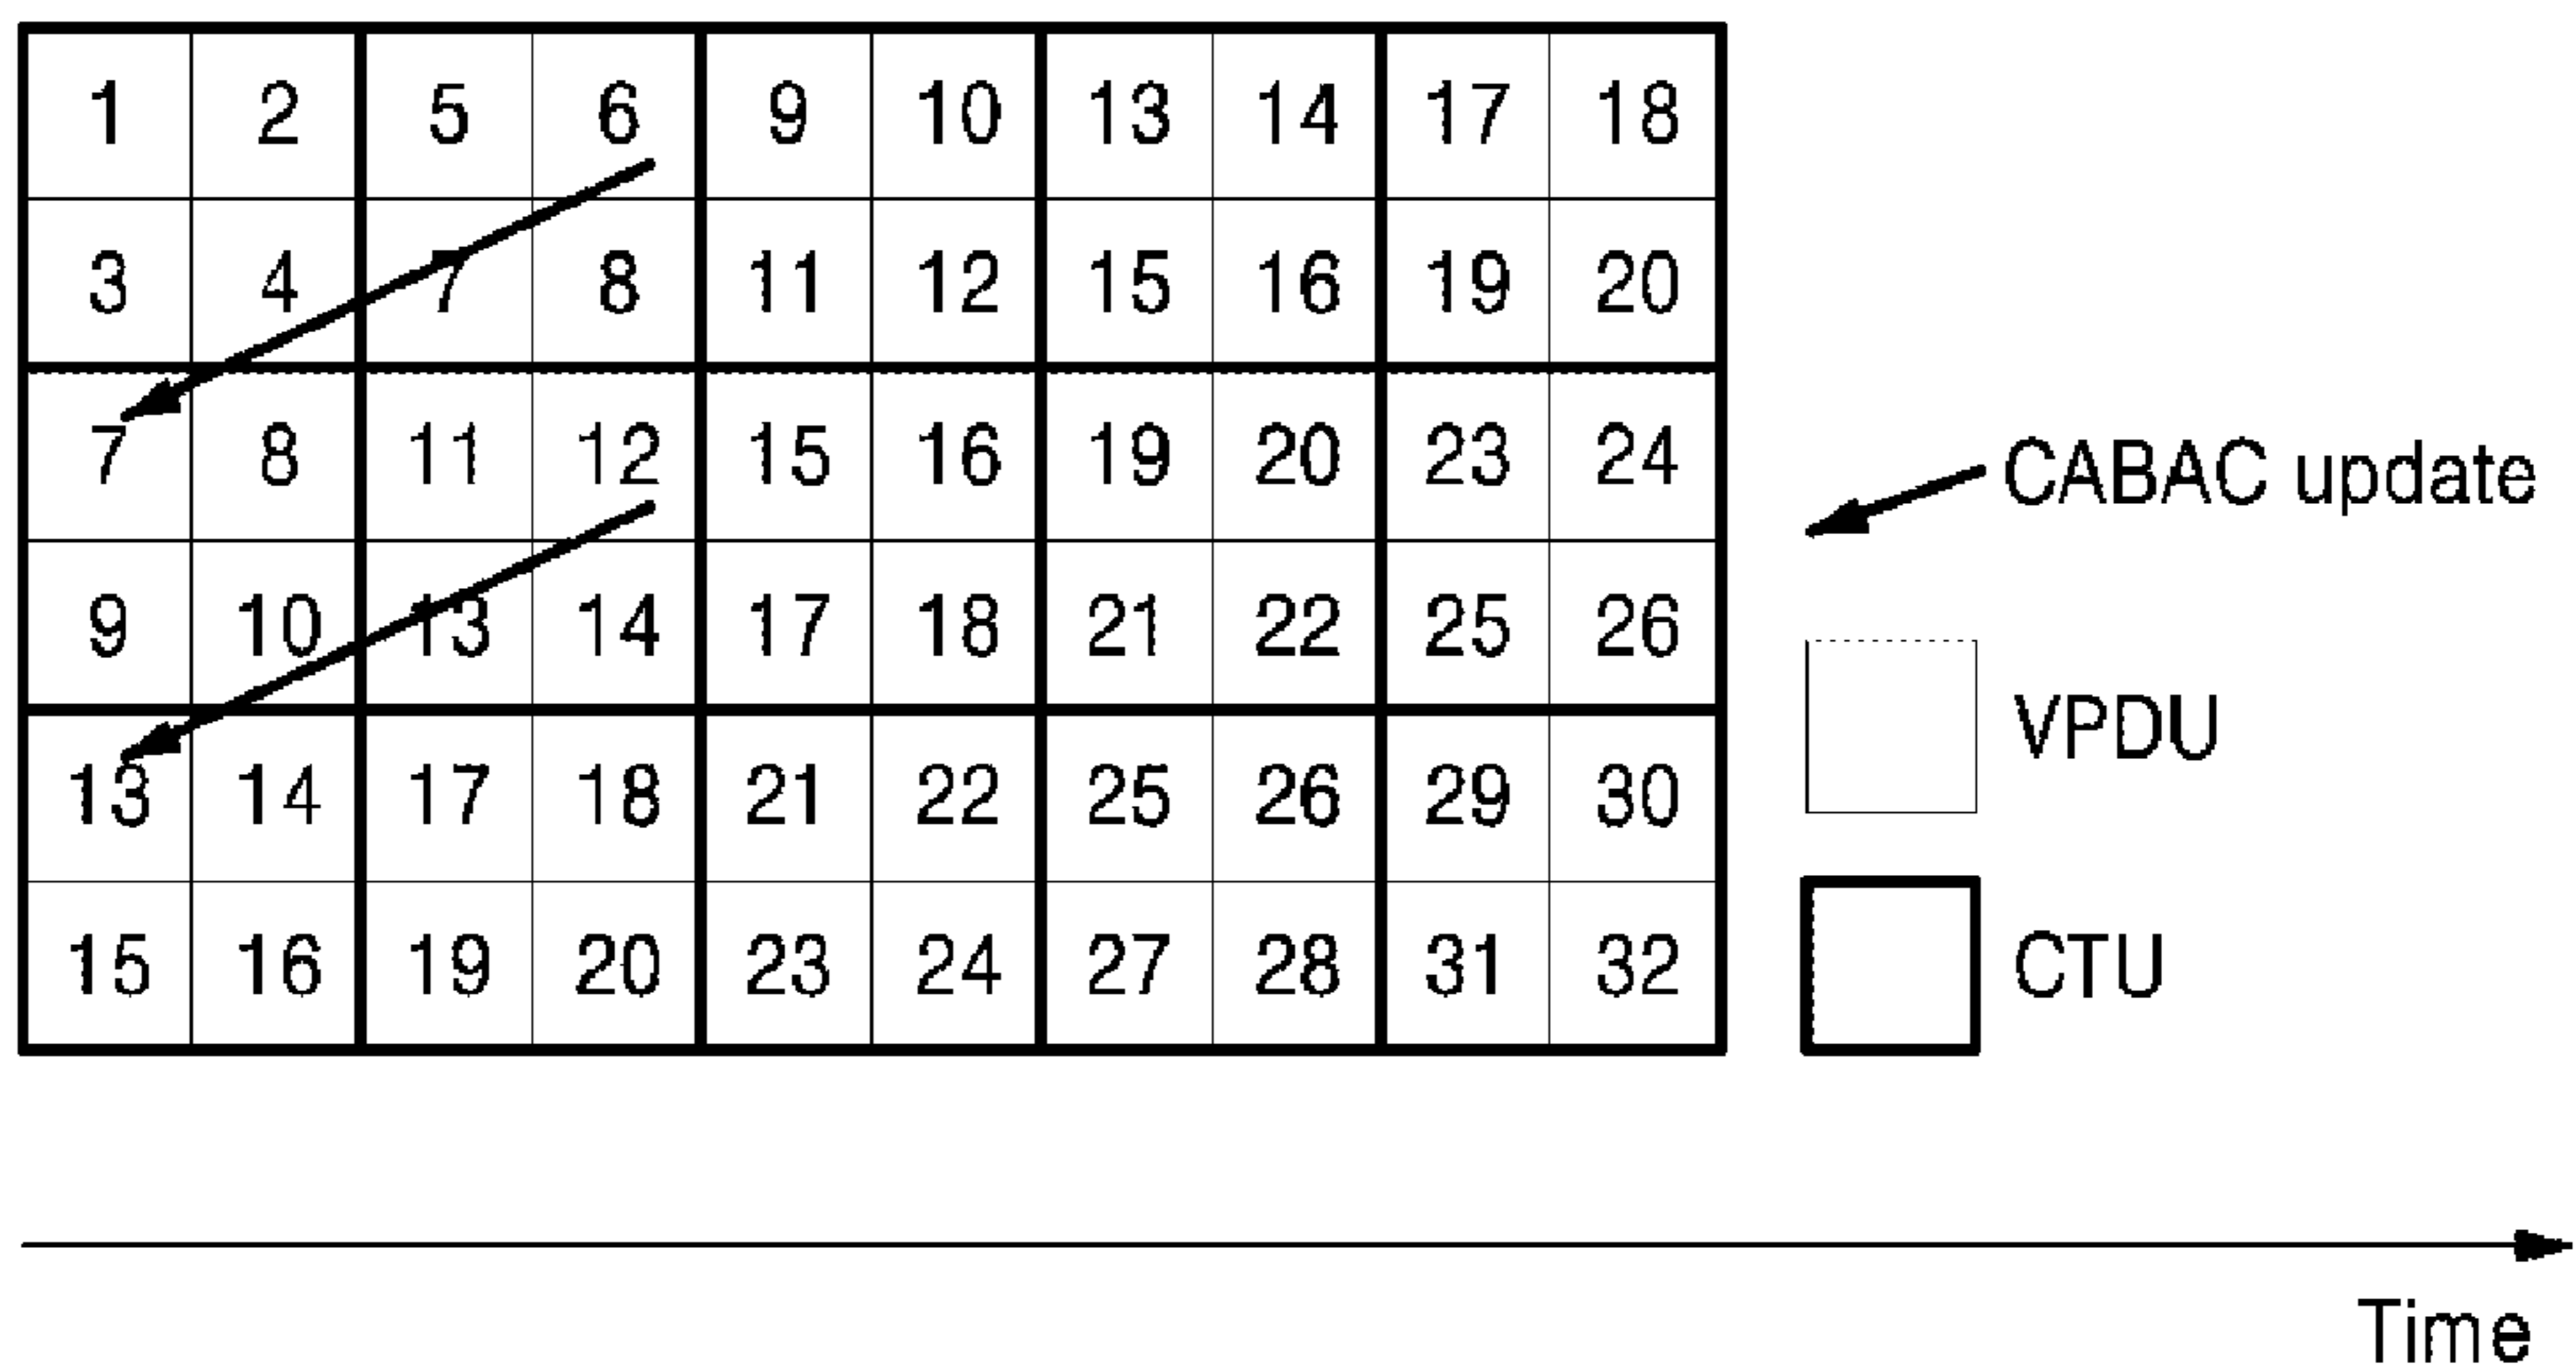 1 2 5 6 9 10 13 14 17 18
3 4 7 8 11 12 15 16 19 20
7 8 11 12 15 16 19 20 23 24
CABAC update
9 10 13 14 17 18 21 22 25 26
VPDU
13 14 17 18 21 22 25 26 29 30
15 16 19 20 23 24 27 28 31 32
CTU
Time